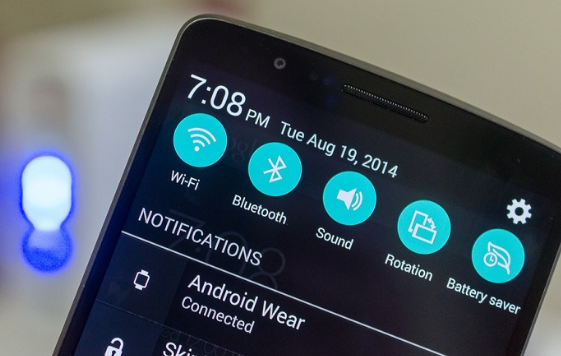 7:08 PM Tue Aug 19, 2014
Wi-Fi Bluetooth Sound Rotation Battery saver
NOTIFICATIONS
Android Wear
Connected